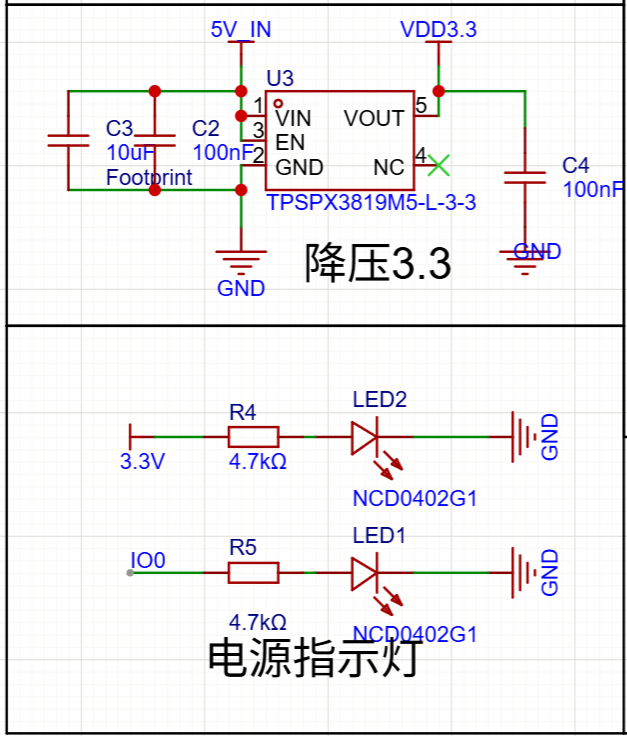 5V_IN
VDD3.3
U3
1
VIN
VOUT
5
C3
10uF
Footprint
C2
100nF
3
EN
2
GND
NC
4
C4
100nF
TPSPX3819M5-L-3-3
GND
降压3.3
GND
LED2
R4
3.3V
4.7kΩ
GND
NCD0402G1
LED1
IO0
R5
GND
4.7kΩ
NCD0402G1
电源指示灯